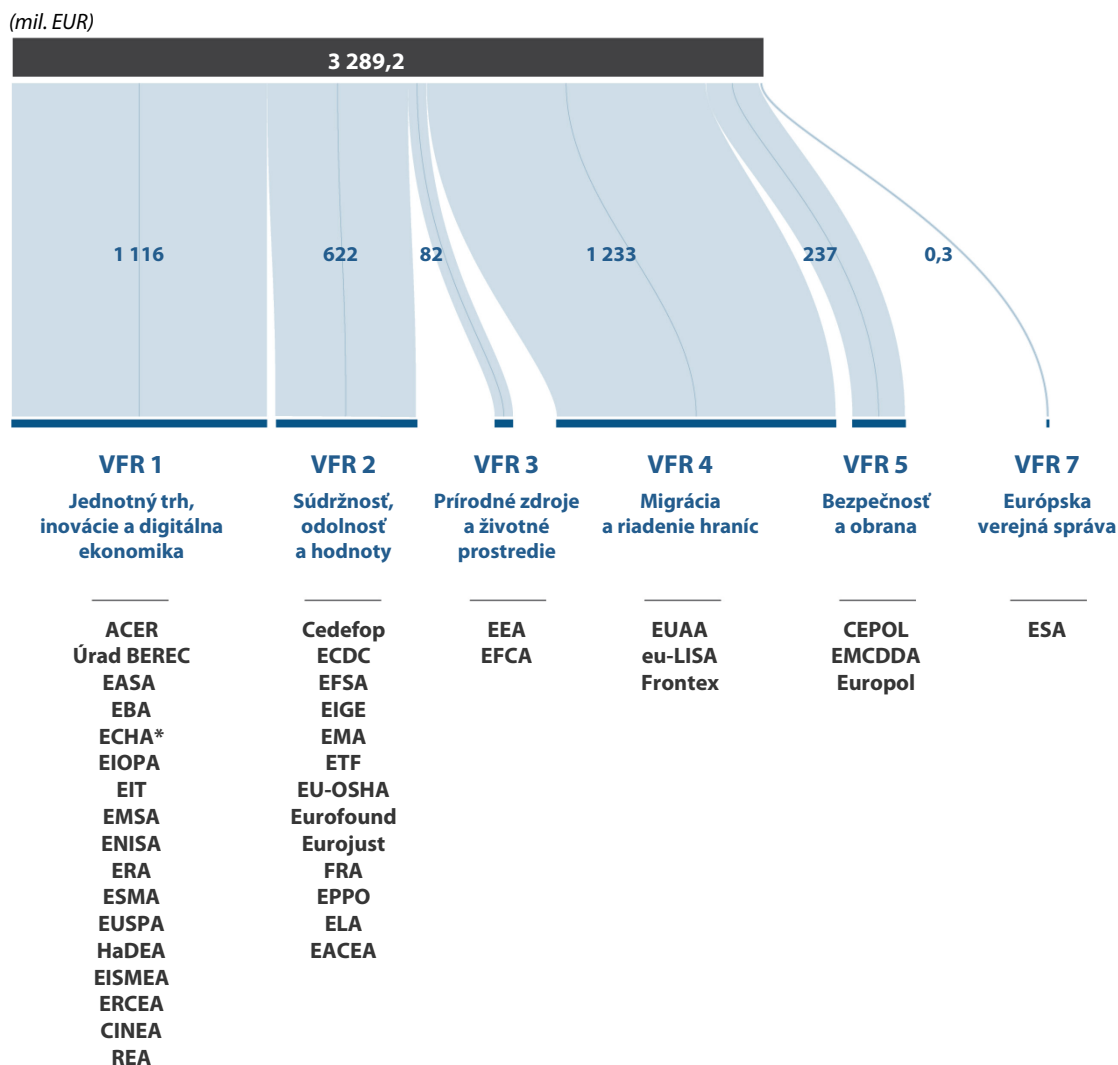 (mil. EUR)
3 289,2
1 116
622
82
1 233
237
0,3
VFR 1
Jednotný trh,
inovácie a digitálna
ekonomika
VFR 2
Súdržnosť,
odolnosť
a hodnoty
VFR 3
Prírodné zdroje
a životné
prostredie
VFR 4
Migrácia
a riadenie hraníc
VFR 5
Bezpečnosť
a obrana
VFR 7
Európska
verejná správa
ACER
Úrad BEREC
EASA
EBA
ECHA*
EIOPA
EIT
EMSA
ENISA
ERA
ESMA
EUSPA
HaDEA
EISMEA
ERCEA
CINEA
REA
Cedefop
ECDC
EFSA
EIGE
EMA
ETF
EU-OSHA
Eurofound
Eurojust
FRA
EPPO
ELA
EACEA
EEA
EFCA
EUAA
eu-LISA
Frontex
CEPOL
EMCDDA
Europol
ESA